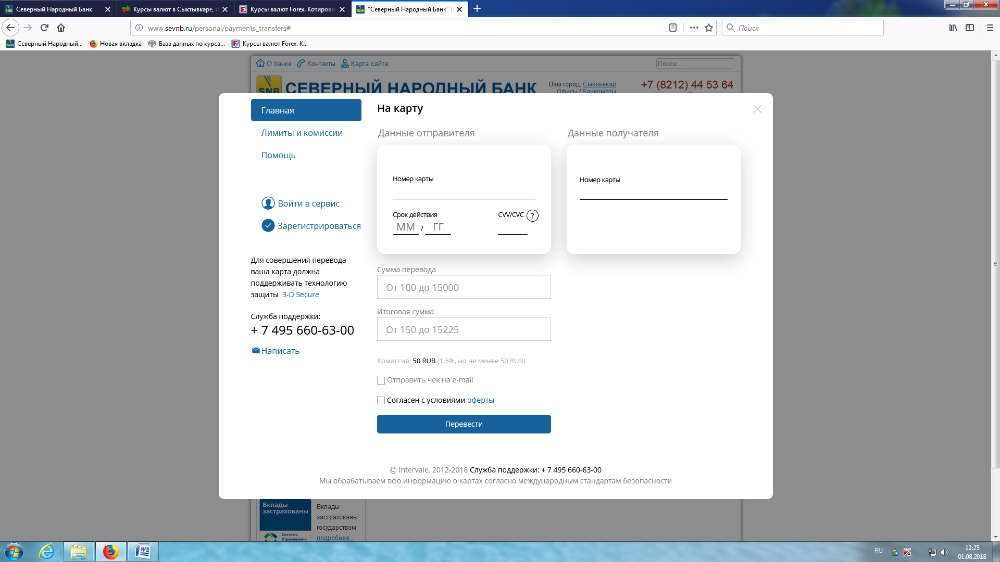 Северный Народный Банк
Курсы валют в Сыктывкаре, о
Курсы валют Forex. Котировк
"Северный Народный Банк" (
www.sevnb.ru/personal/payments_transfers#
Поиск
Северный Народный...
Новая вкладка
База данных по курса...
Курсы валют Forex. К...
О банке
Контакты
Карта сайта
Поиск...
SNB
СЕВЕРНЫЙ НАРОДНЫЙ БАНК
Ваш город: Сыктывкар
Офисы / Банкоматы
+7 (8212) 44 53 64
Главная
Лимиты и комиссии
Помощь
Войти в сервис
Зарегистрироваться
Для совершения перевода
ваша карта должна
поддерживать технологию
защиты 3-D Secure
Служба поддержки:
+ 7 495 660-63-00
Написать
На карту
Данные отправителя
Номер карты
Срок действия
CVV/CVC ?
ММ / ГГ
Данные получателя
Номер карты
Сумма перевода
От 100 до 15000
Итоговая сумма
От 150 до 15225
Комиссия: 50 RUB (1.5%, но не менее 50 RUB)
Отправить чек на e-mail
Согласен с условиями оферты
Перевести
© Intervale, 2012-2018 Служба поддержки: + 7 495 660-63-00
Мы обрабатываем всю информацию о картах согласно международным стандартам безопасности
Вклады
застрахованы
Система
Страхования
Вклады
застрахованы
государством
подробнее...
RU
12:25
01.08.2018